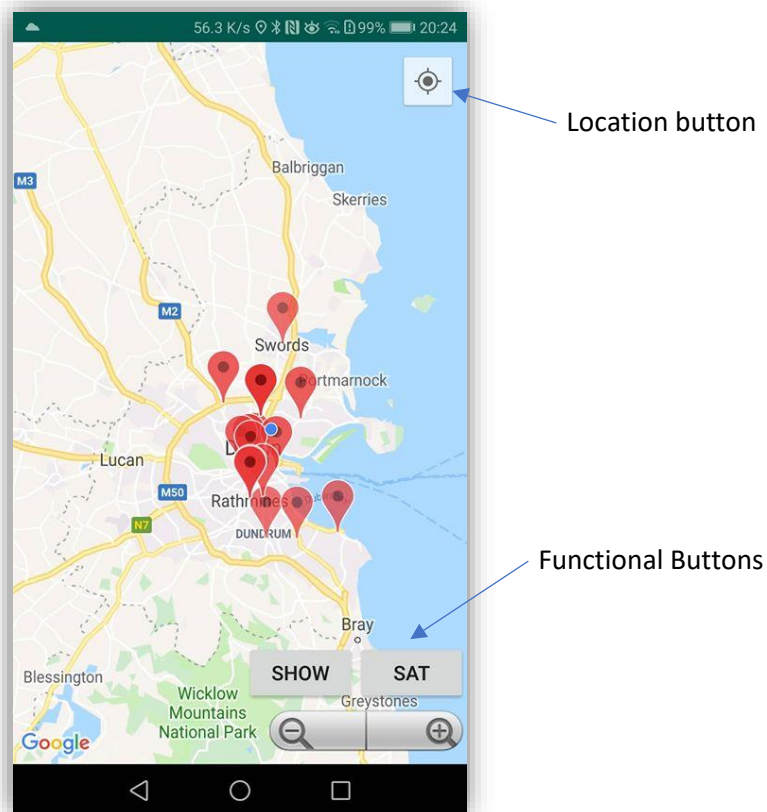 56.3 K/s 99% 20:24
Location button
Balbriggan
M3
Skerries
M2
Swords
Portmarnock
Lucan
M50
Rathmines
N7
DUNDRUM
Functional Buttons
Bray
SHOW SAT
Blessington
Wicklow
Mountains
National Park
Greystones
Google